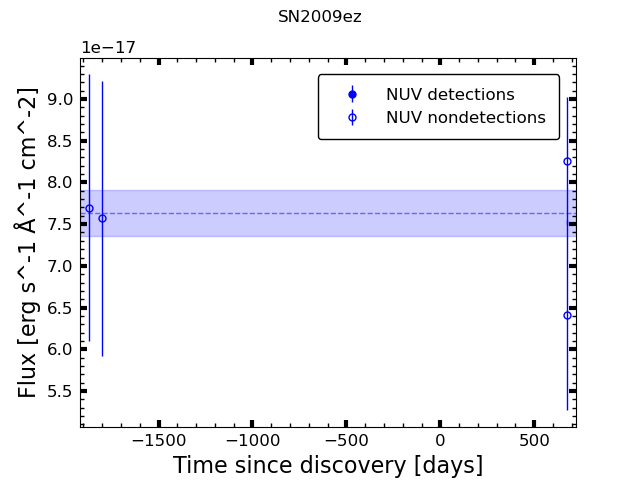 SN2009ez
1e−17
NUV detections
NUV nondetections
9.0
8.5
8.0
7.5
7.0
6.5
6.0
5.5
Flux [erg s^-1 Å^-1 cm^-2]
−1500
−1000
−500
0
500
Time since discovery [days]